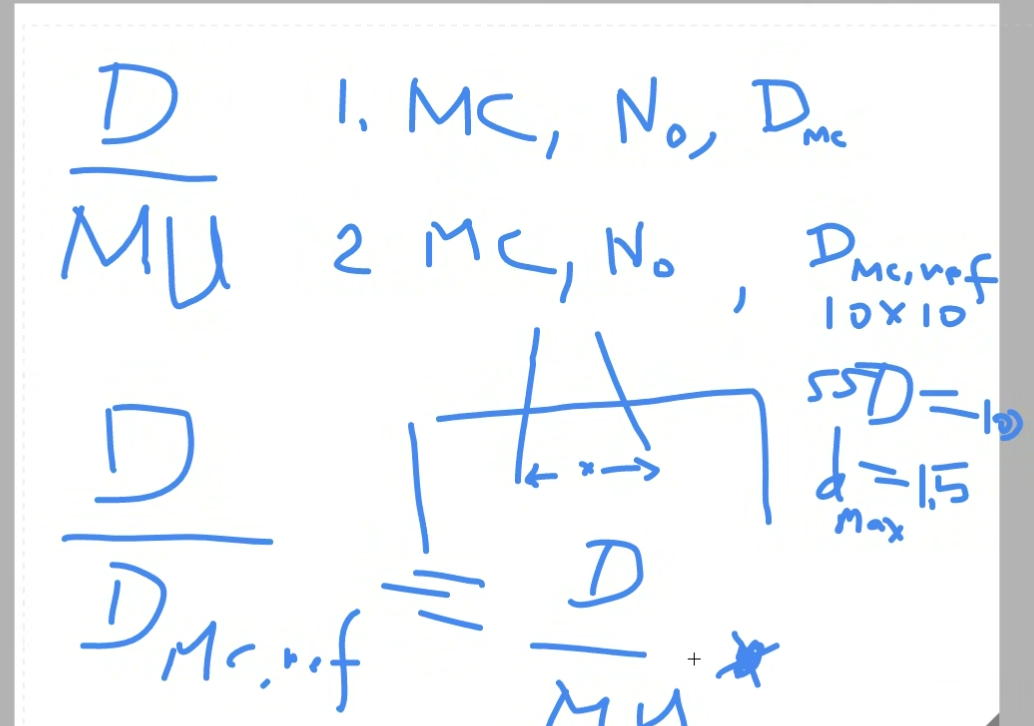 D
MU
1. MC, N0, DMC
2 MC, N0, DMC,ref
10×10
SSD=100
dmax=1.5
x
D
DMC,ref
≡
D
MU